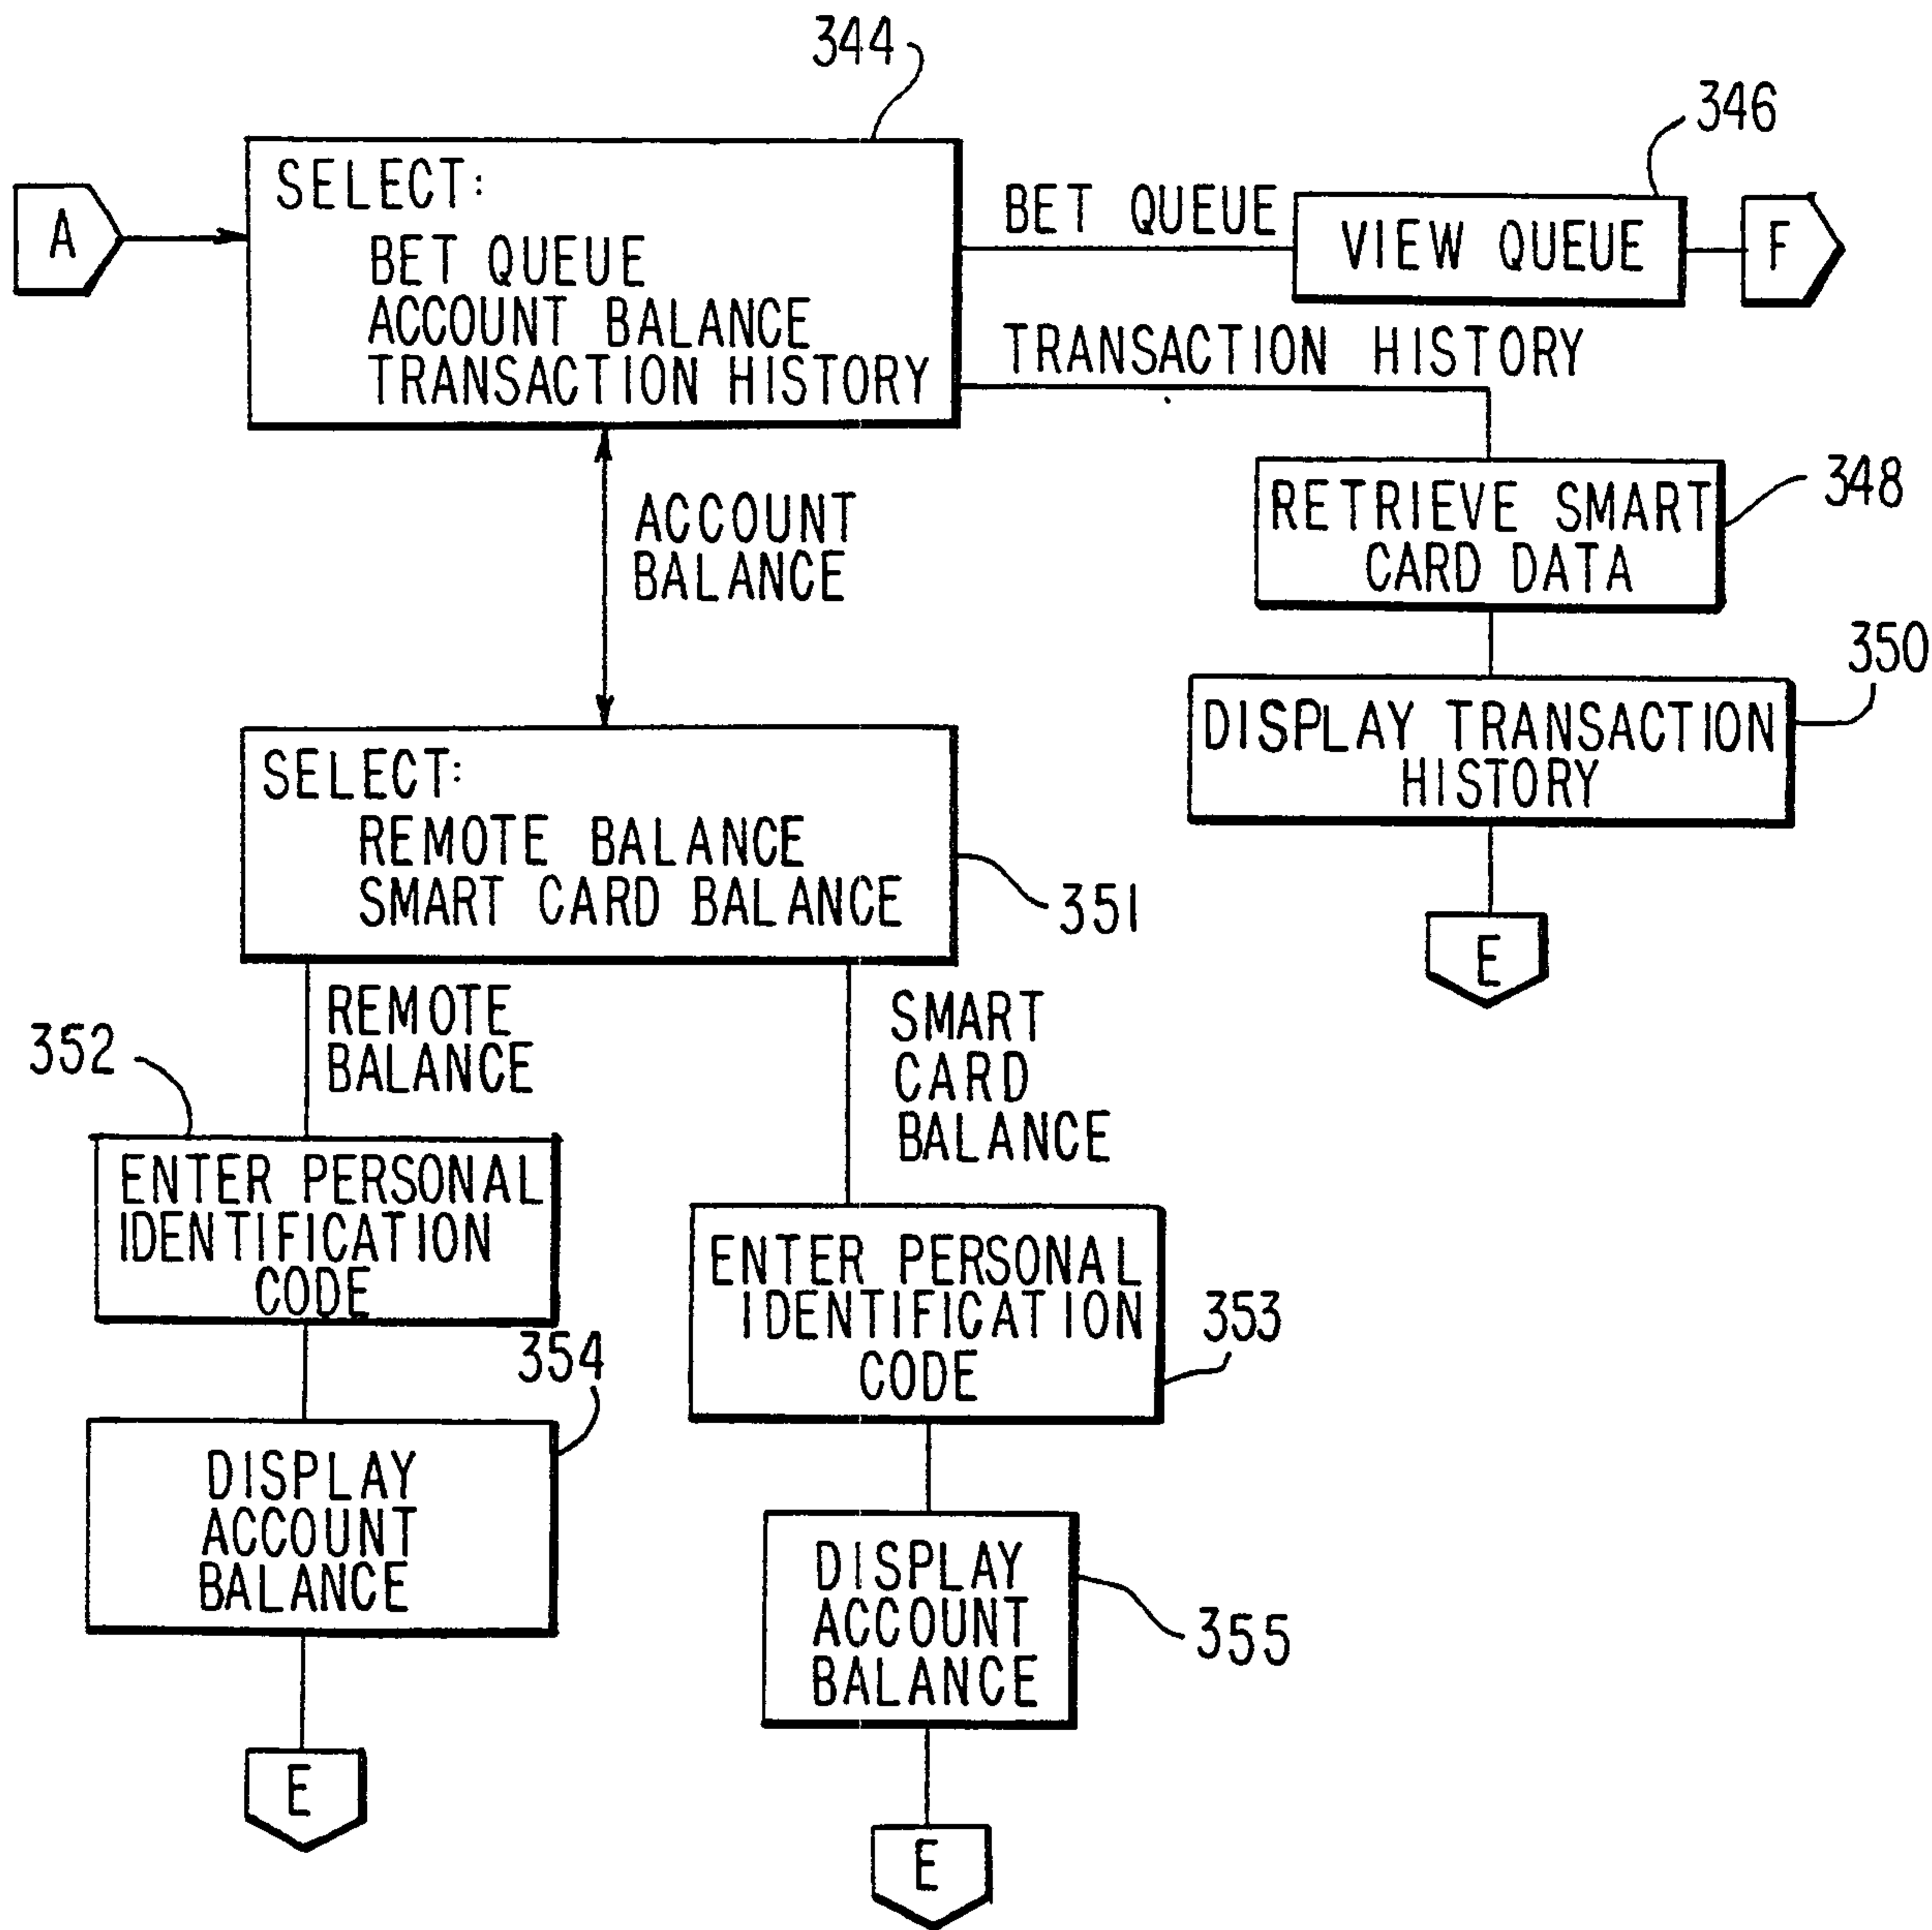 344
346
A
SELECT:
BET QUEUE
ACCOUNT BALANCE
TRANSACTION HISTORY
BET QUEUE
VIEW QUEUE
F
TRANSACTION HISTORY
348
RETRIEVE SMART
CARD DATA
350
DISPLAY TRANSACTION
HISTORY
E
ACCOUNT
BALANCE
SELECT:
REMOTE BALANCE
SMART CARD BALANCE
351
REMOTE
BALANCE
352
ENTER PERSONAL
IDENTIFICATION
CODE
354
DISPLAY
ACCOUNT
BALANCE
E
SMART
CARD
BALANCE
ENTER PERSONAL
IDENTIFICATION
CODE
353
DISPLAY
ACCOUNT
BALANCE
355
E